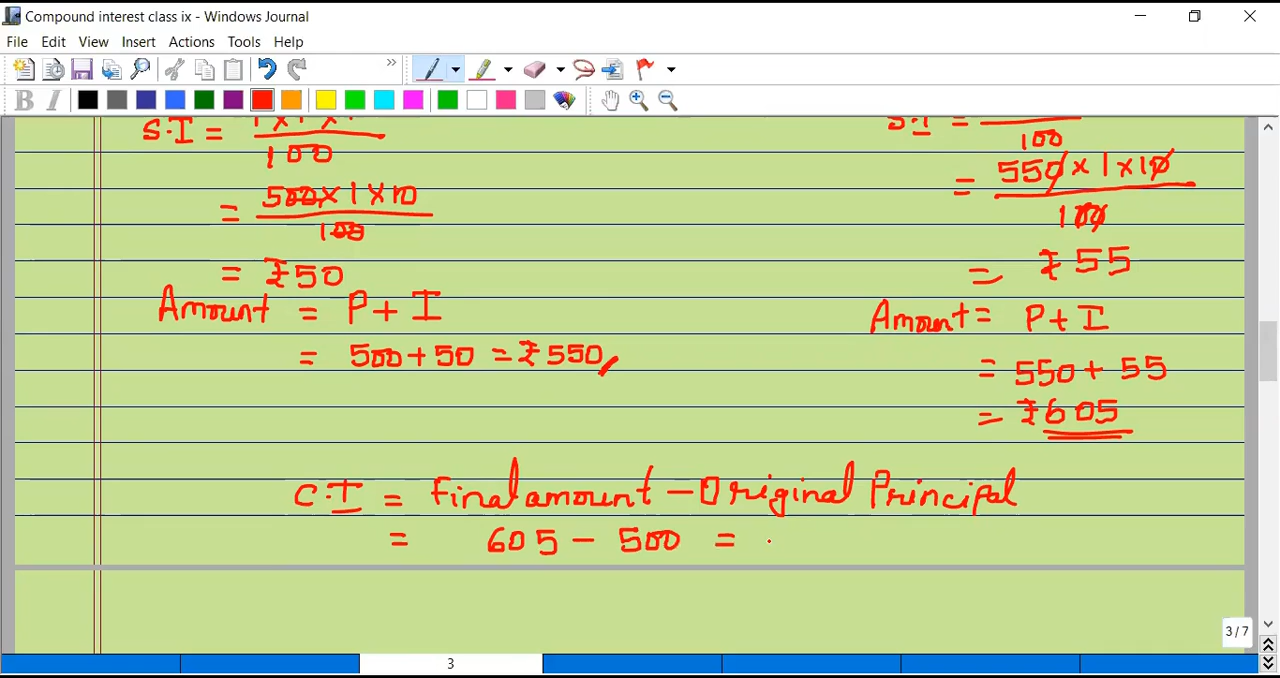 Compound interest class ix - Windows Journal
File Edit View Insert Actions Tools Help
S.I =
100
= 500 × 1 × 10
100
= ₹50
Amount = P + I
= 500 + 50 = ₹550
S.I =
100
= 550 × 1 × 10
100
= ₹55
Amount = P + I
= 550 + 55
= ₹605
C.I = Final amount - Original Principal
= 605 - 500 =
3 / 7
3